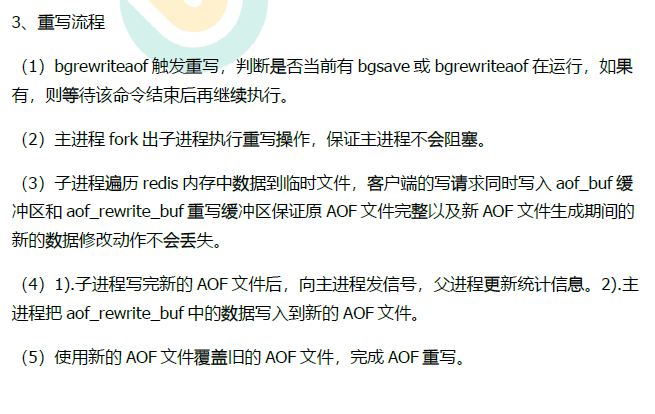 3、重写流程
（1）bgrewriteaof 触发重写，判断是否当前有 bgsave 或 bgrewriteaof 在运行，如果
有，则等待该命令结束后再继续执行。
（2）主进程 fork 出子进程执行重写操作，保证主进程不会阻塞。
（3）子进程遍历 redis 内存中数据到临时文件，客户端的写请求同时写入 aof_buf 缓
冲区和 aof_rewrite_buf 重写缓冲区保证原 AOF 文件完整以及新 AOF 文件生成期间的
新的数据修改动作不会丢失。
（4）1).子进程写完新的 AOF 文件后，向主进程发信号，父进程更新统计信息。2).主
进程把 aof_rewrite_buf 中的数据写入到新的 AOF 文件。
（5）使用新的 AOF 文件覆盖旧的 AOF 文件，完成 AOF 重写。